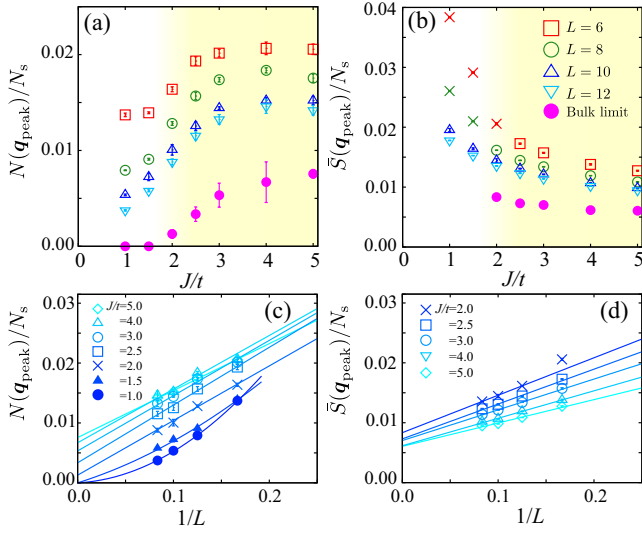 (a)
N(q_peak)/N_s
0.02
0.01
0.00
0 1 2 3 4 5
J/t
(b)
S̄(q_peak)/N_s
0.04
0.03
0.02
0.01
0.00
0 1 2 3 4 5
J/t
L = 6
L = 8
L = 10
L = 12
Bulk limit
(c)
N(q_peak)/N_s
0.03
0.02
0.01
0.00
0.0 0.1 0.2
1/L
J/t=5.0
=4.0
=3.0
=2.5
=2.0
=1.5
=1.0
(d)
S̄(q_peak)/N_s
0.03
0.02
0.01
0.00
0.0 0.1 0.2
1/L
J/t=2.0
=2.5
=3.0
=4.0
=5.0